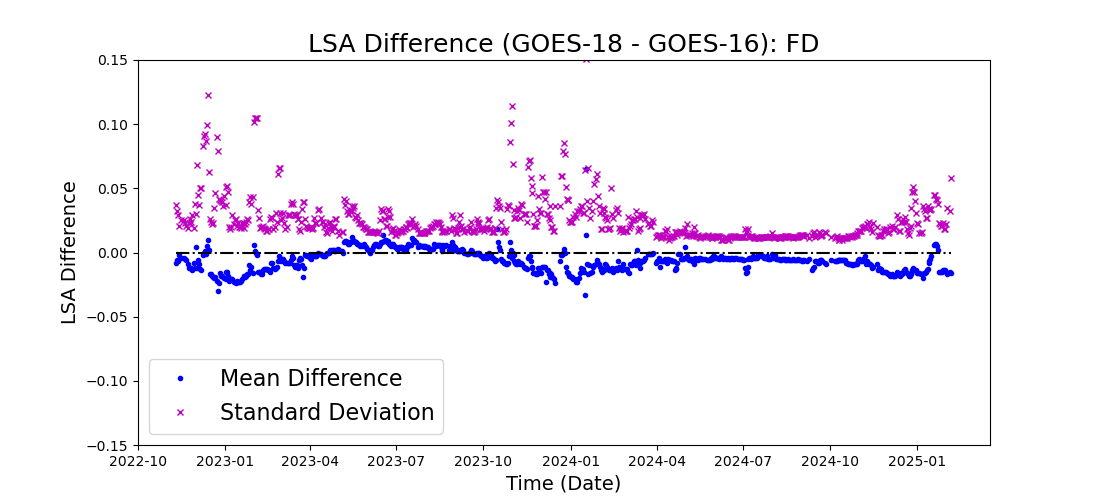 LSA Difference (GOES-18 - GOES-16): FD
LSA Difference
0.15
0.10
0.05
0.00
−0.05
−0.10
−0.15
Mean Difference
Standard Deviation
2022-10 2023-01 2023-04 2023-07 2023-10 2024-01 2024-04 2024-07 2024-10 2025-01
Time (Date)